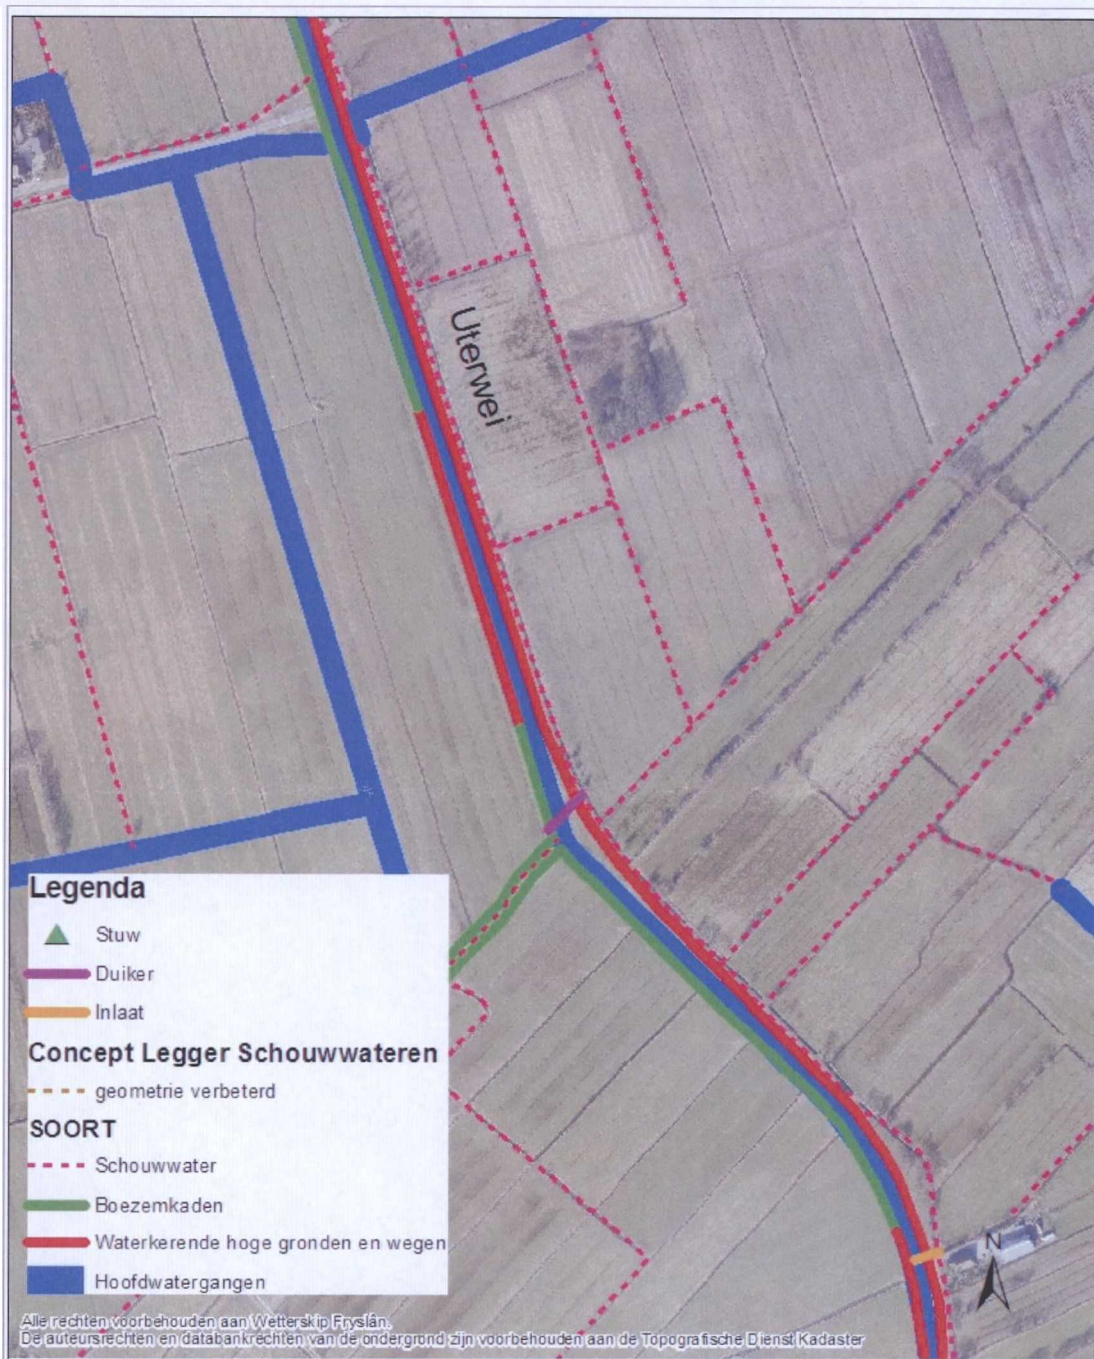 Uterwei
Legenda
Stuw
Duiker
Inlaat
Concept Legger Schouwwateren
geometrie verbeterd
SOORT
Schouwwater
Boezemkaden
Waterkerende hoge gronden en wegen
Hoofdwatergangen
N
Alle rechten voorbehouden aan Wetterskip Fryslân.
De auteursrechten en databankrechten van de ondergrond zijn voorbehouden aan de Topografische Dienst Kadaster